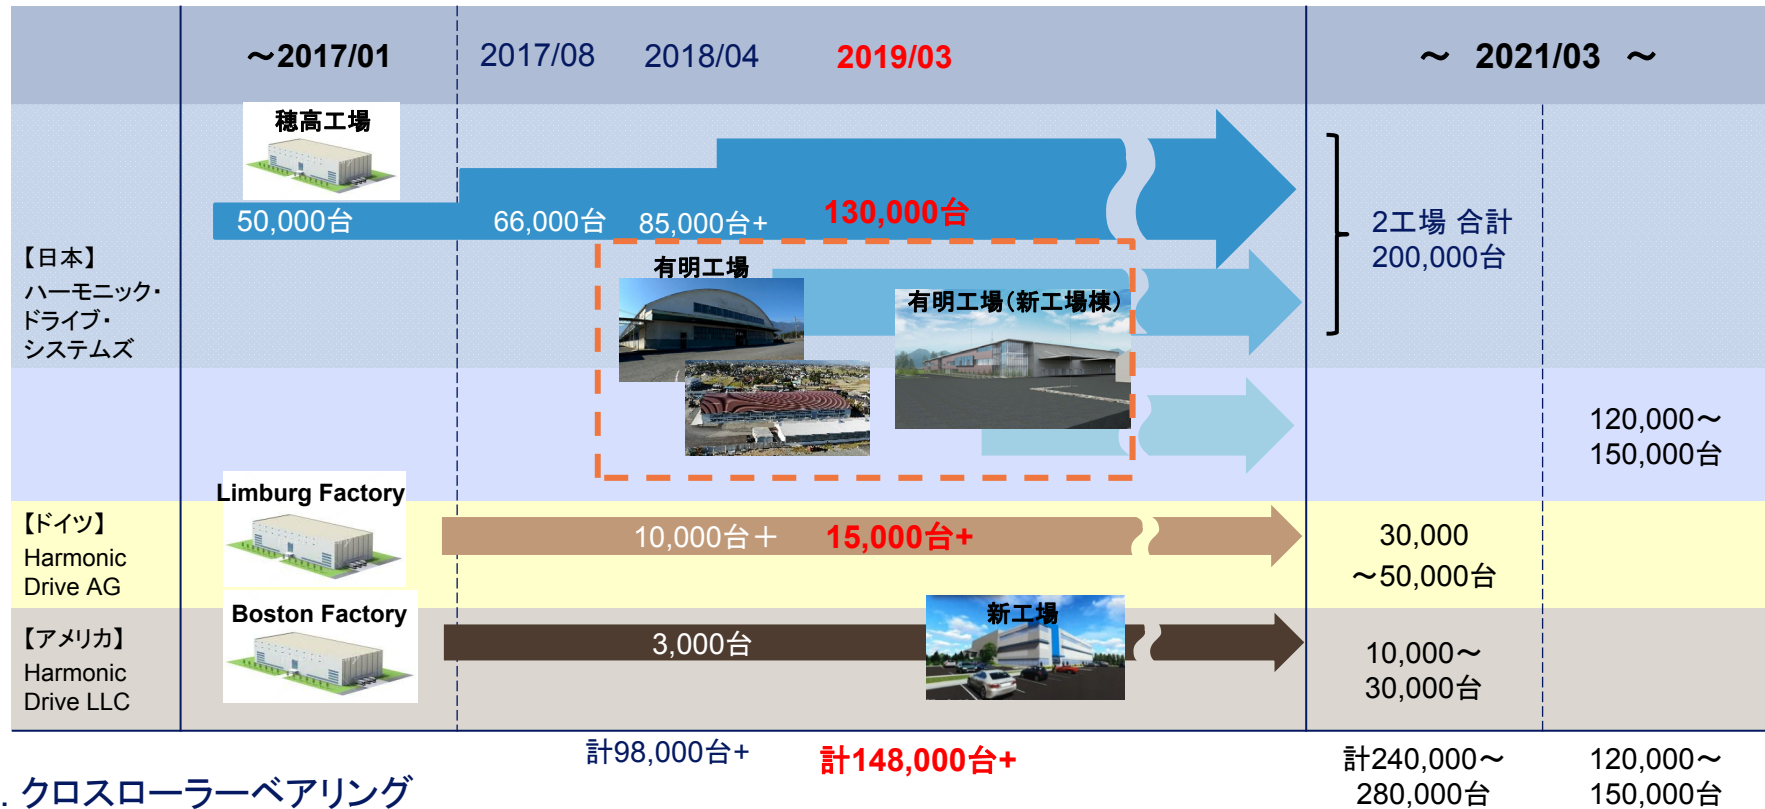 ～2017/01
2017/08
2018/04
2019/03
～ 2021/03 ～
穂高工場
50,000台
66,000台
85,000台+
130,000台
2工場 合計
200,000台
【日本】
ハーモニック・
ドライブ・
システムズ
有明工場
有明工場（新工場棟）
120,000～
150,000台
【ドイツ】
Harmonic
Drive AG
Limburg Factory
10,000台＋
15,000台+
30,000
～50,000台
【アメリカ】
Harmonic
Drive LLC
Boston Factory
3,000台
新工場
10,000～
30,000台
計98,000台+
計148,000台+
計240,000～
280,000台
120,000～
150,000台
. クロスローラーベアリング